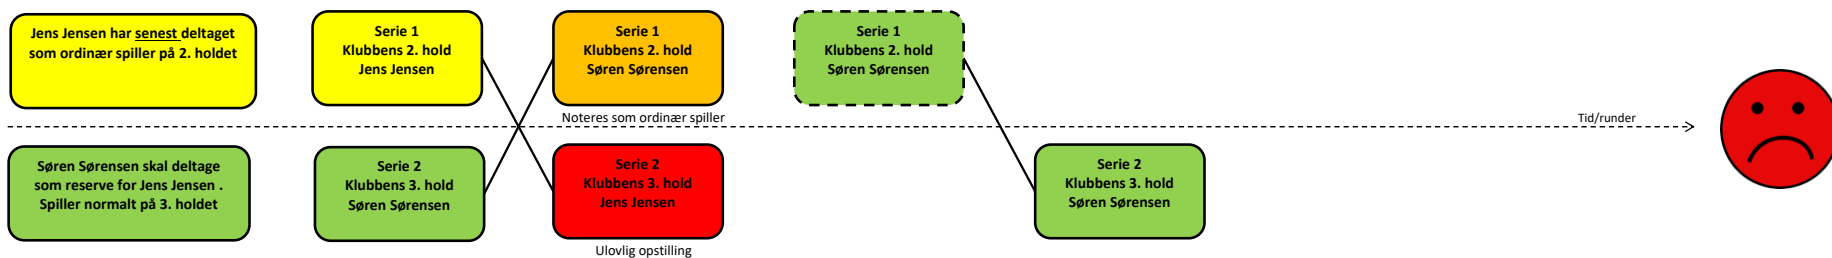 Jens Jensen har senest deltaget
som ordinær spiller på 2. holdet
Serie 1
Klubbens 2. hold
Jens Jensen
Serie 1
Klubbens 2. hold
Søren Sørensen
Serie 1
Klubbens 2. hold
Søren Sørensen
Noteres som ordinær spiller
Tid/runder
Søren Sørensen skal deltage
som reserve for Jens Jensen .
Spiller normalt på 3. holdet
Serie 2
Klubbens 3. hold
Søren Sørensen
Serie 2
Klubbens 3. hold
Jens Jensen
Serie 2
Klubbens 3. hold
Søren Sørensen
Ulovlig opstilling